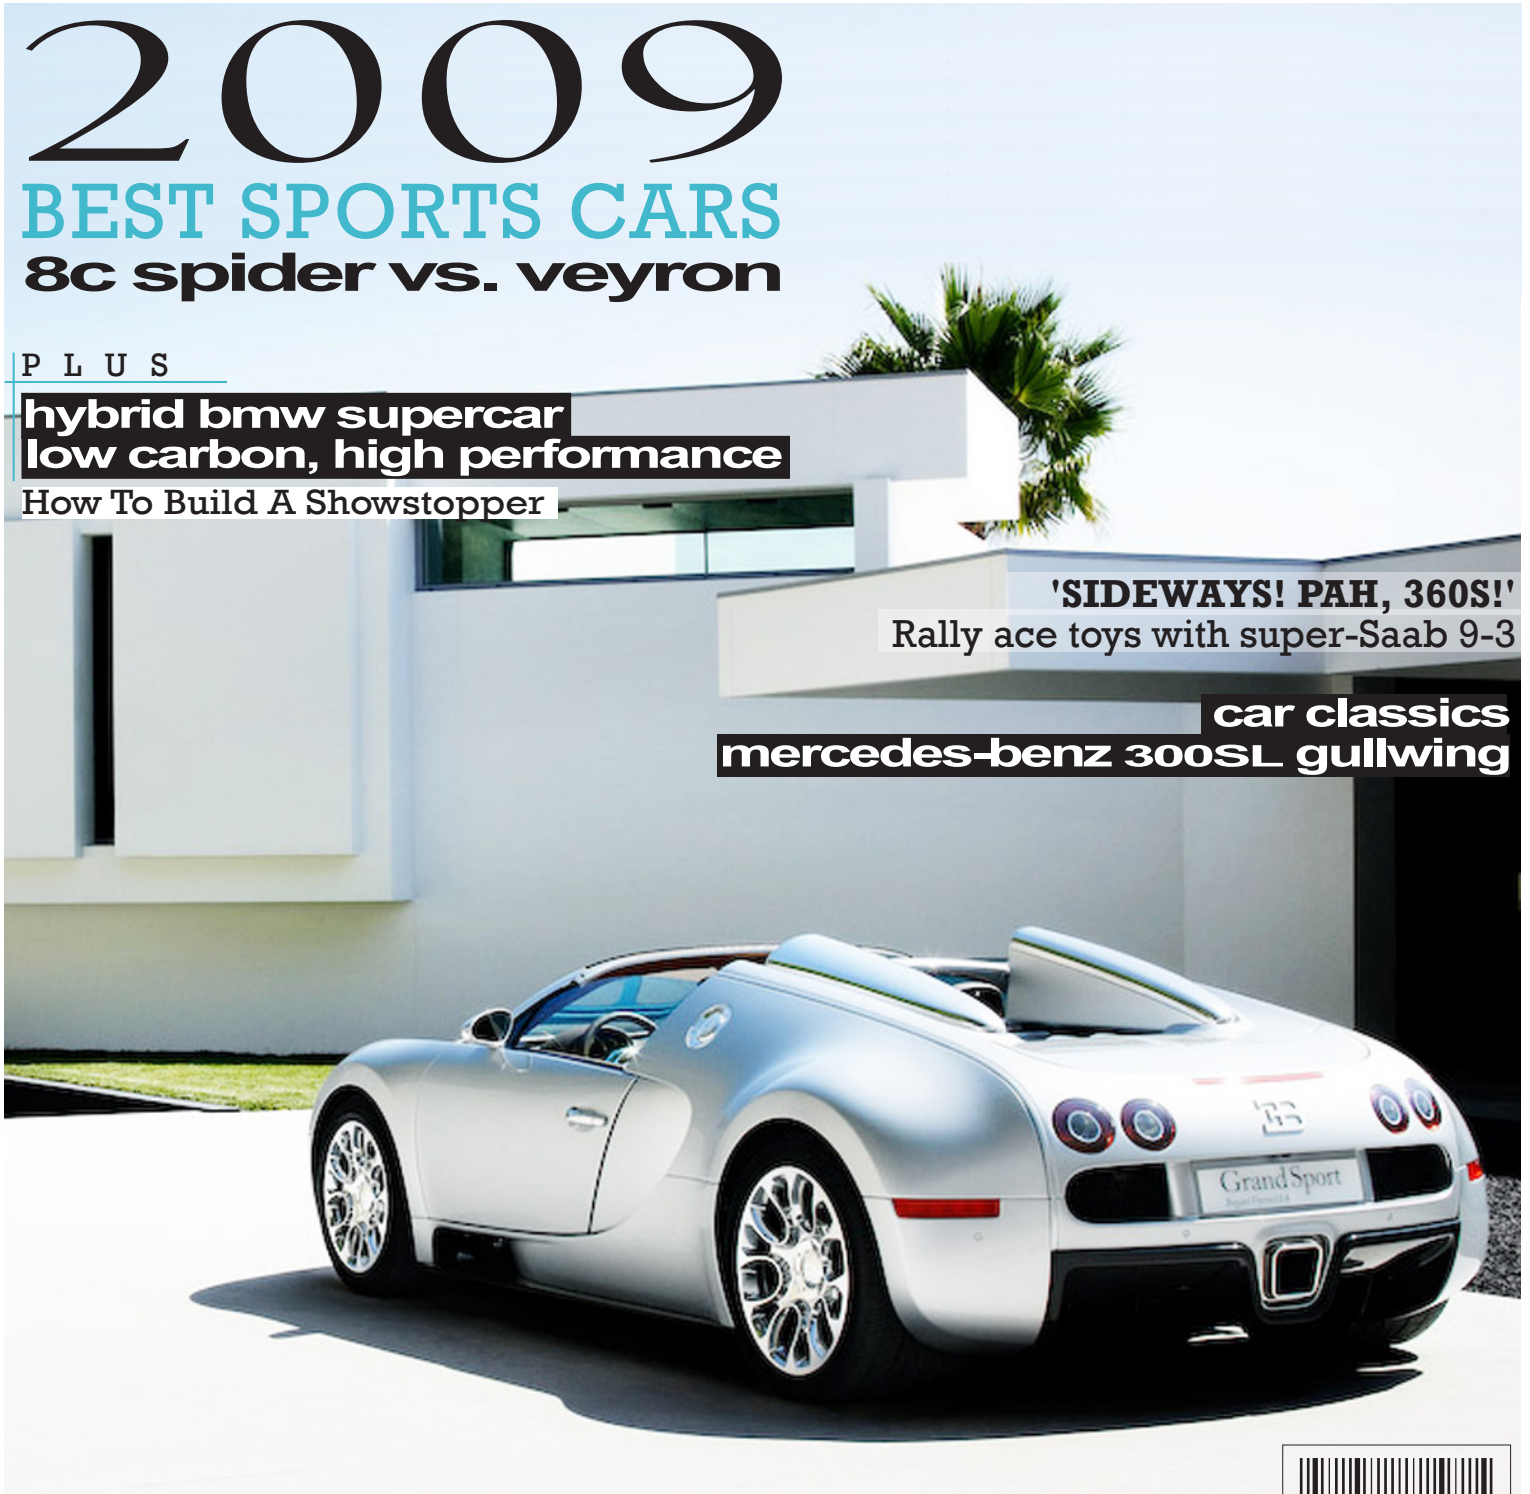 2009
BEST SPORTS CARS
8c spider vs. veyron
PLUS
hybrid bmw supercar
low carbon, high performance
How To Build A Showstopper
'SIDEWAYS! PAH, 360S!'
Rally ace toys with super-Saab 9-3
car classics
mercedes-benz 300SL gullwing
Grand Sport